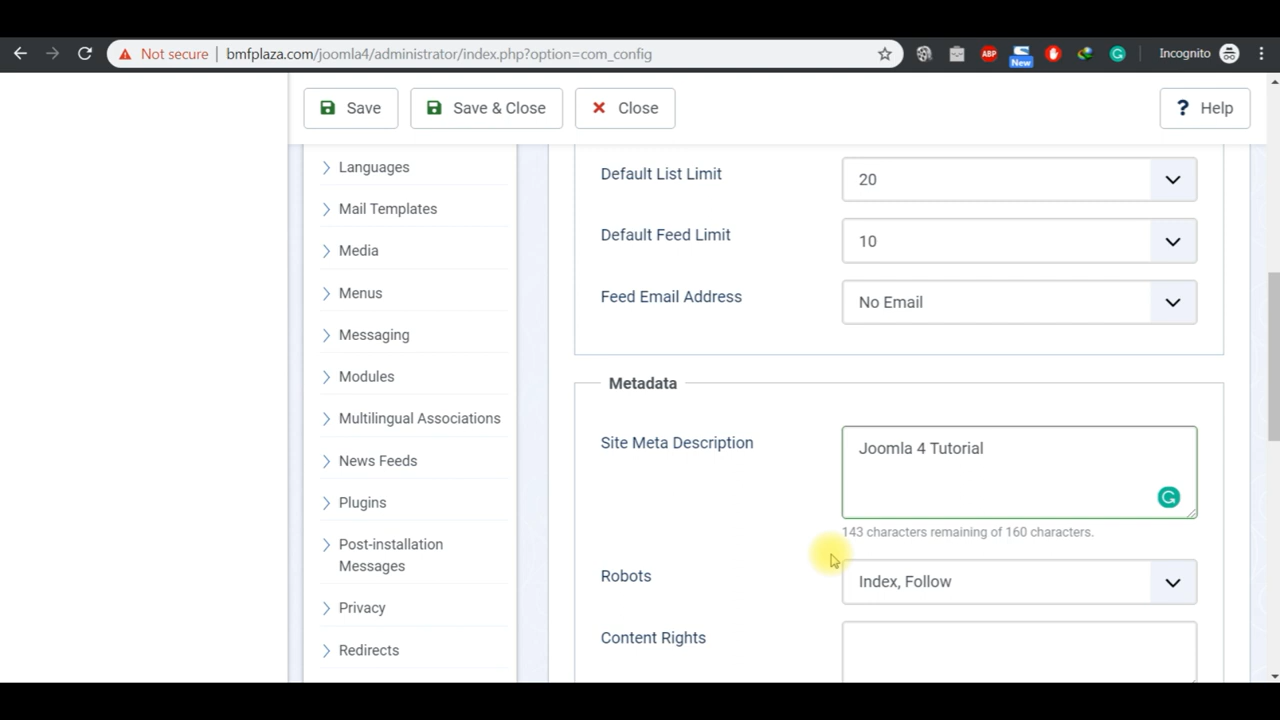 Not secure
bmfplaza.com/joomla4/administrator/index.php?option=com_config
ABP
New
Incognito
Save
Save & Close
Close
? Help
Languages
Mail Templates
Media
Menus
Messaging
Modules
Multilingual Associations
News Feeds
Plugins
Post-installation
Messages
Privacy
Redirects
Default List Limit
20
Default Feed Limit
10
Feed Email Address
No Email
Metadata
Site Meta Description
Joomla 4 Tutorial
143 characters remaining of 160 characters.
Robots
Index, Follow
Content Rights